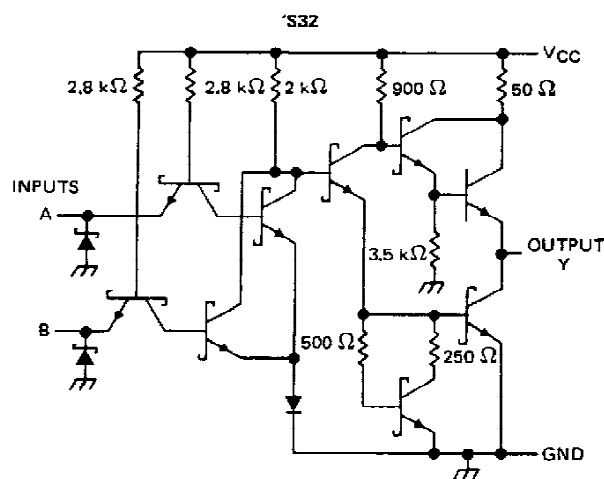 'S32
VCC
2.8 kΩ
2.8 kΩ
2 kΩ
900 Ω
50 Ω
INPUTS
A
3.5 kΩ
OUTPUT
Y
B
500 Ω
250 Ω
GND